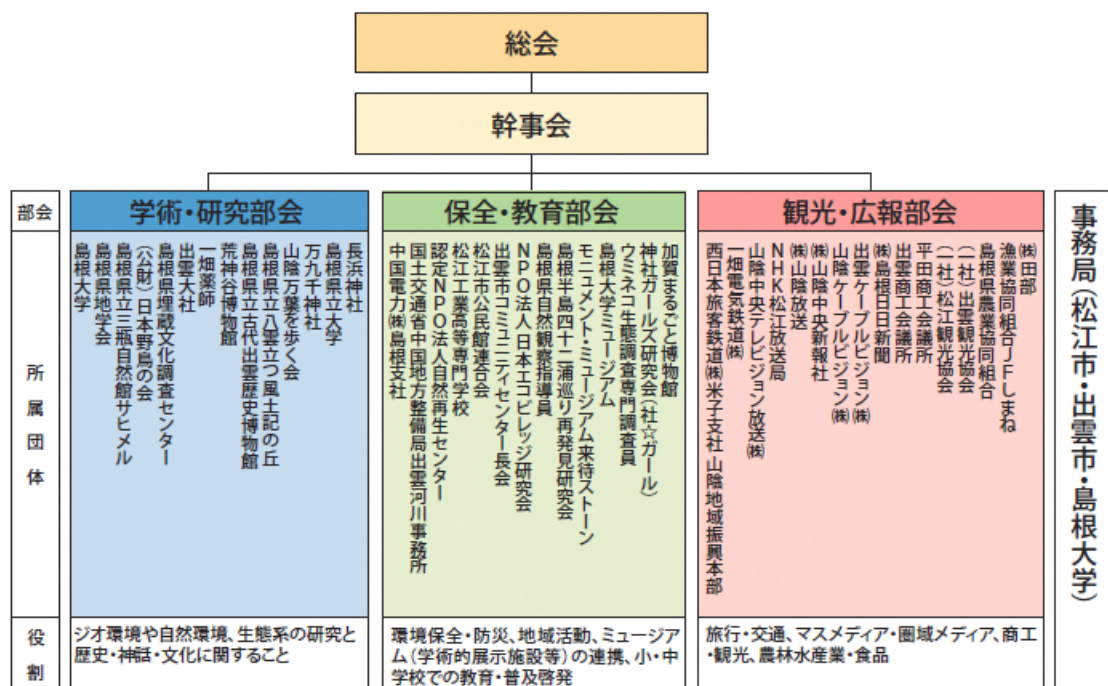 総会
幹事会
部会
学術・研究部会
保全・教育部会
観光・広報部会
所属団体
長浜神社
島根県立大学
万九千神社
山陰万葉を歩く会
島根県立八雲立つ風土記の丘
島根県立古代出雲歴史博物館
荒神谷博物館
一畑薬師
出雲大社
島根県埋蔵文化調査センター
(公財)日本野鳥の会
島根県立三瓶自然館サヒメル
島根県地学会
島根大学
加賀まるごと博物館
神社ガールズ研究会(社☆ガール)
ウミネコ生態調査専門調査員
島根大学ミュージアム
モニュメント・ミュージアム来待ストーン
島根半島四十二浦巡り再発見研究会
島根県自然観察指導員
NPO法人日本エコビレッジ研究会
出雲市コミュニティセンター長会
松江市公民館連合会
松江工業高等専門学校
認定NPO法人自然再生センター
国土交通省中国地方整備局出雲河川事務所
中国電力㈱島根支社
㈱田部
漁業協同組合JFしまね
島根県農業協同組合
(一社)出雲観光協会
(一社)松江観光協会
平田商工会議所
出雲商工会議所
㈱島根日日新聞
出雲ケーブルビジョン㈱
山陰ケーブルビジョン㈱
㈱山陰中央新報社
㈱山陰放送
NHK松江放送局
山陰中央テレビジョン放送㈱
一畑電気鉄道㈱
西日本旅客鉄道㈱米子支社 山陰地域振興本部
役割
ジオ環境や自然環境、生態系の研究と
歴史・神話・文化に関すること
環境保全・防災、地域活動、ミュージア
ム(学術的展示施設等)の連携、小・中
学校での教育・普及啓発
旅行・交通、マスメディア・圏域メディア、商工
・観光、農林水産業・食品
事務局(松江市・出雲市・島根大学)